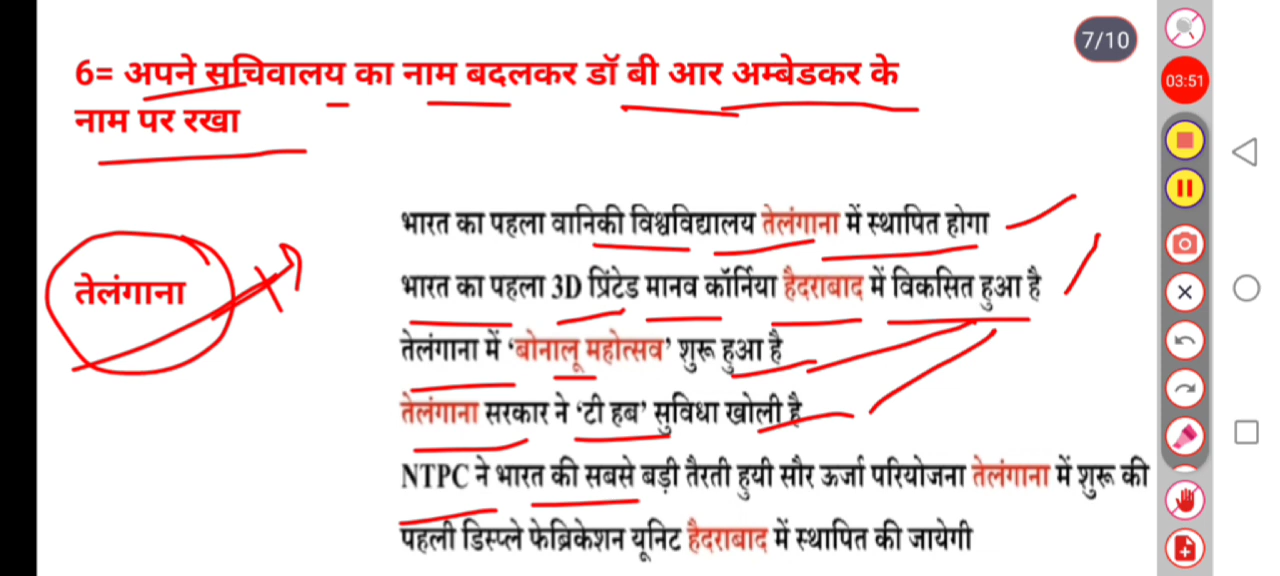 7/10
03:51
6= अपने सचिवालय का नाम बदलकर डॉ बी आर अम्बेडकर के
नाम पर रखा
तेलंगाना
भारत का पहला वानिकी विश्वविद्यालय तेलंगाना में स्थापित होगा
भारत का पहला 3D प्रिंटेड मानव कॉर्निया हैदराबाद में विकसित हुआ है
तेलंगाना में ‘बोनालू महोत्सव’ शुरू हुआ है
तेलंगाना सरकार ने ‘टी हब’ सुविधा खोली है
NTPC ने भारत की सबसे बड़ी तैरती हुयी सौर ऊर्जा परियोजना तेलंगाना में शुरू की
पहली डिस्प्ले फेब्रिकेशन यूनिट हैदराबाद में स्थापित की जायेगी